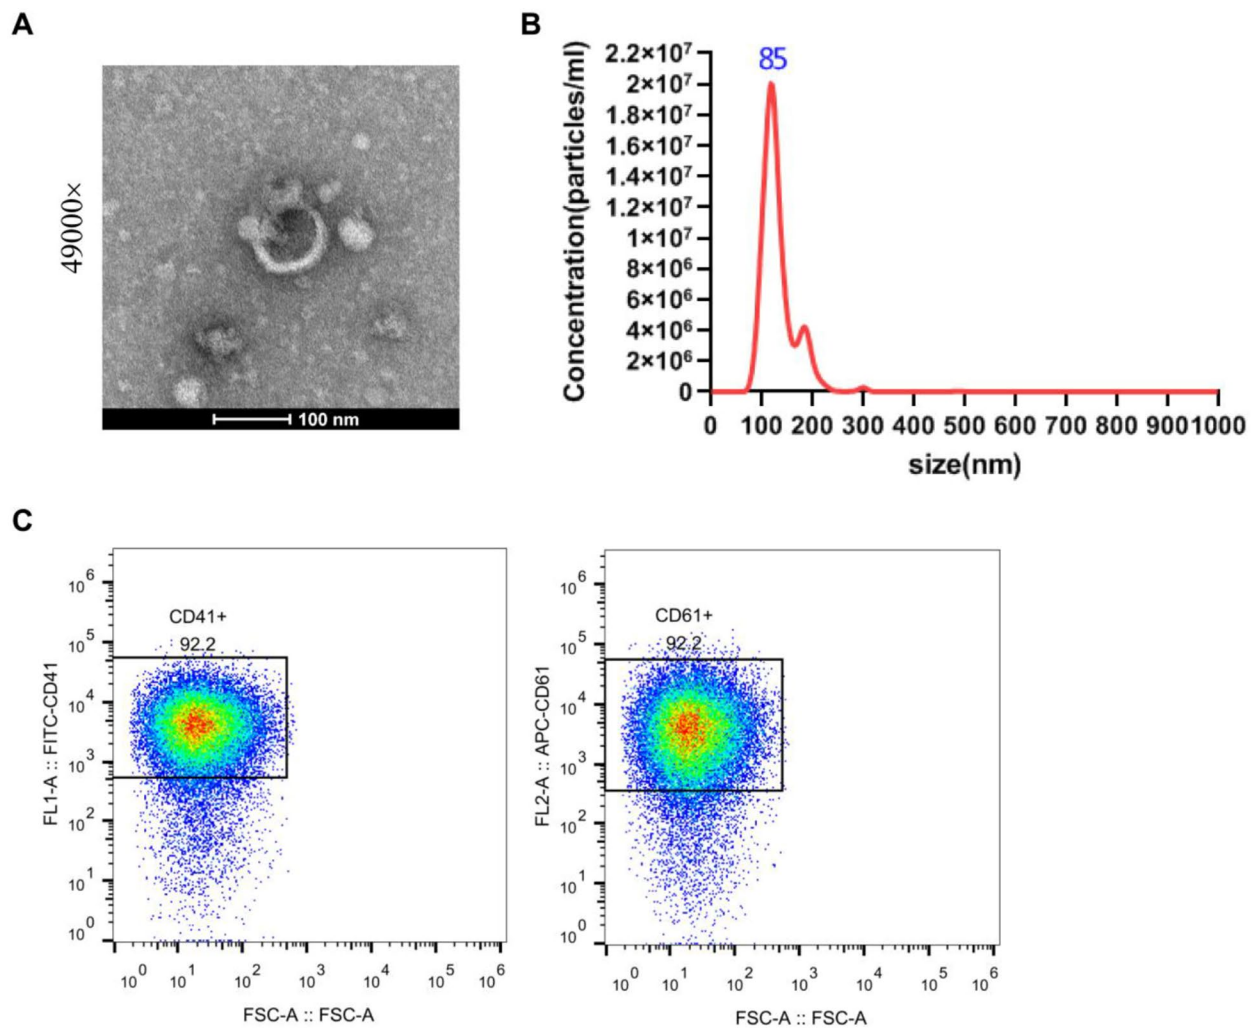 A
B
49000×
100 nm
85
Concentration(particles/ml)
2.2×10⁷
2×10⁷
1.8×10⁷
1.6×10⁷
1.4×10⁷
1.2×10⁷
1×10⁷
8×10⁶
6×10⁶
4×10⁶
2×10⁶
0
0 100 200 300 400 500 600 700 800 900 1000
size(nm)
C
FL1-A :: FITC-CD41
10⁶
10⁵
10⁴
10³
10²
10¹
10⁰
CD41+
92.2
10⁰ 10¹ 10² 10³ 10⁴ 10⁵ 10⁶
FSC-A :: FSC-A
FL2-A :: APC-CD61
10⁶
10⁵
10⁴
10³
10²
10¹
10⁰
CD61+
92.2
10⁰ 10¹ 10² 10³ 10⁴ 10⁵ 10⁶
FSC-A :: FSC-A